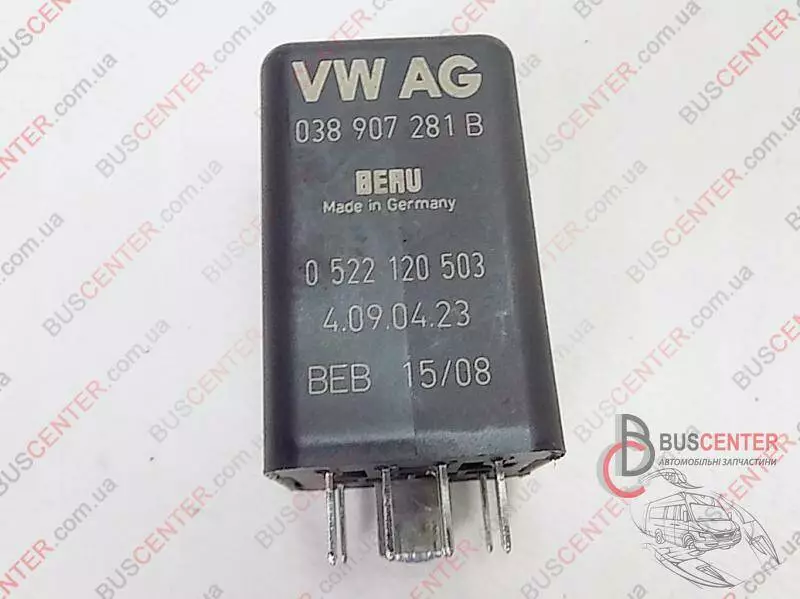 VW AG
038 907 281 B
BERU
Made in Germany
0 522 120 503
4.09.04.23
BEB 15/08
BUSCENTER
АВТОМОБІЛЬНІ ЗАПЧАСТИНИ
BUSCENTER.com.ua